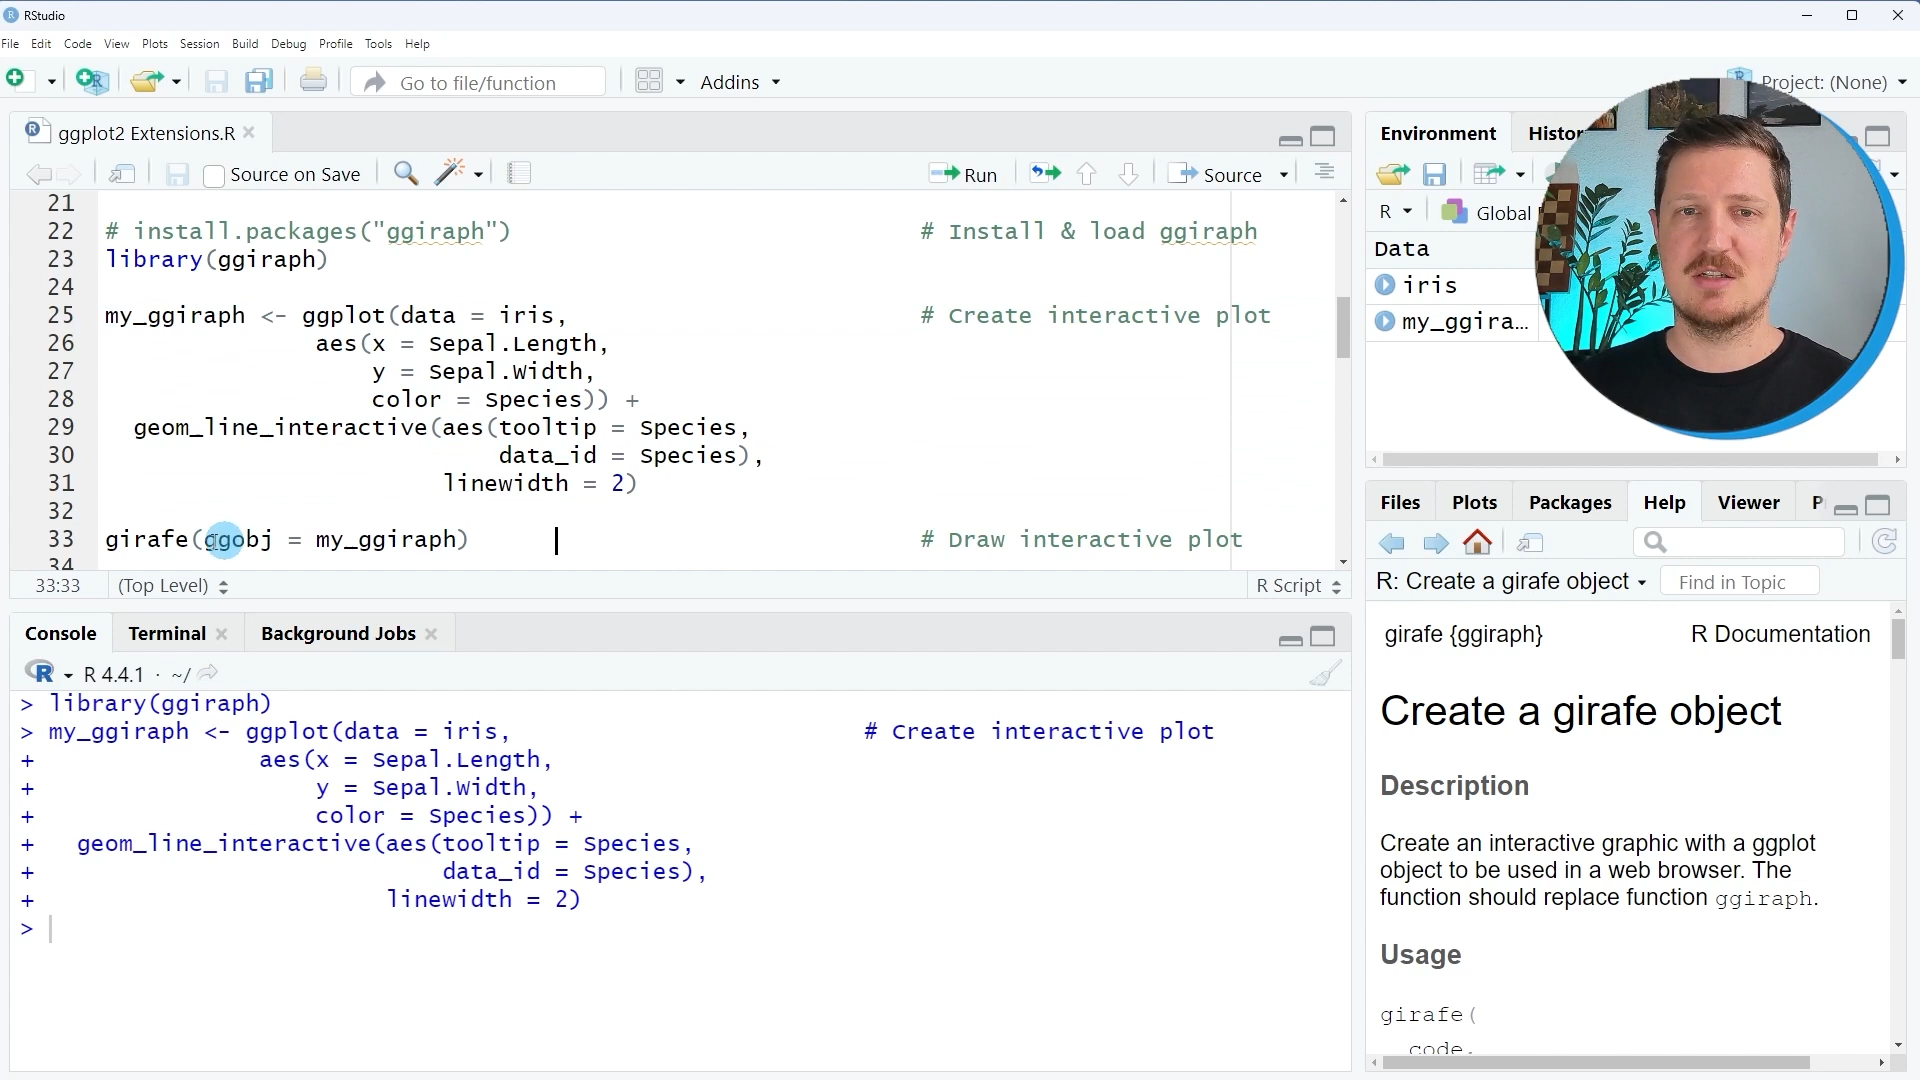 RStudio
File Edit Code View Plots Session Build Debug Profile Tools Help
Go to file/function Addins Project: (None)
ggplot2 Extensions.R
Source on Save Run Source
21
22 # install.packages("ggiraph") # Install & load ggiraph
23 library(ggiraph)
24
25 my_ggiraph <- ggplot(data = iris, # Create interactive plot
26 aes(x = Sepal.Length,
27 y = Sepal.Width,
28 color = Species)) +
29 geom_line_interactive(aes(tooltip = Species,
30 data_id = Species),
31 linewidth = 2)
32
33 girafe(ggobj = my_ggiraph) # Draw interactive plot
34
33:33 (Top Level) R Script
Console Terminal Background Jobs
R 4.4.1 · ~/
> library(ggiraph)
> my_ggiraph <- ggplot(data = iris, # Create interactive plot
+ aes(x = Sepal.Length,
+ y = Sepal.Width,
+ color = Species)) +
+ geom_line_interactive(aes(tooltip = Species,
+ data_id = Species),
+ linewidth = 2)
>
Environment Histor
R Global
Data
iris
my_ggira...
Files Plots Packages Help Viewer P
R: Create a girafe object Find in Topic
girafe {ggiraph} R Documentation
Create a girafe object
Description
Create an interactive graphic with a ggplot
object to be used in a web browser. The
function should replace function ggiraph.
Usage
girafe(
code,